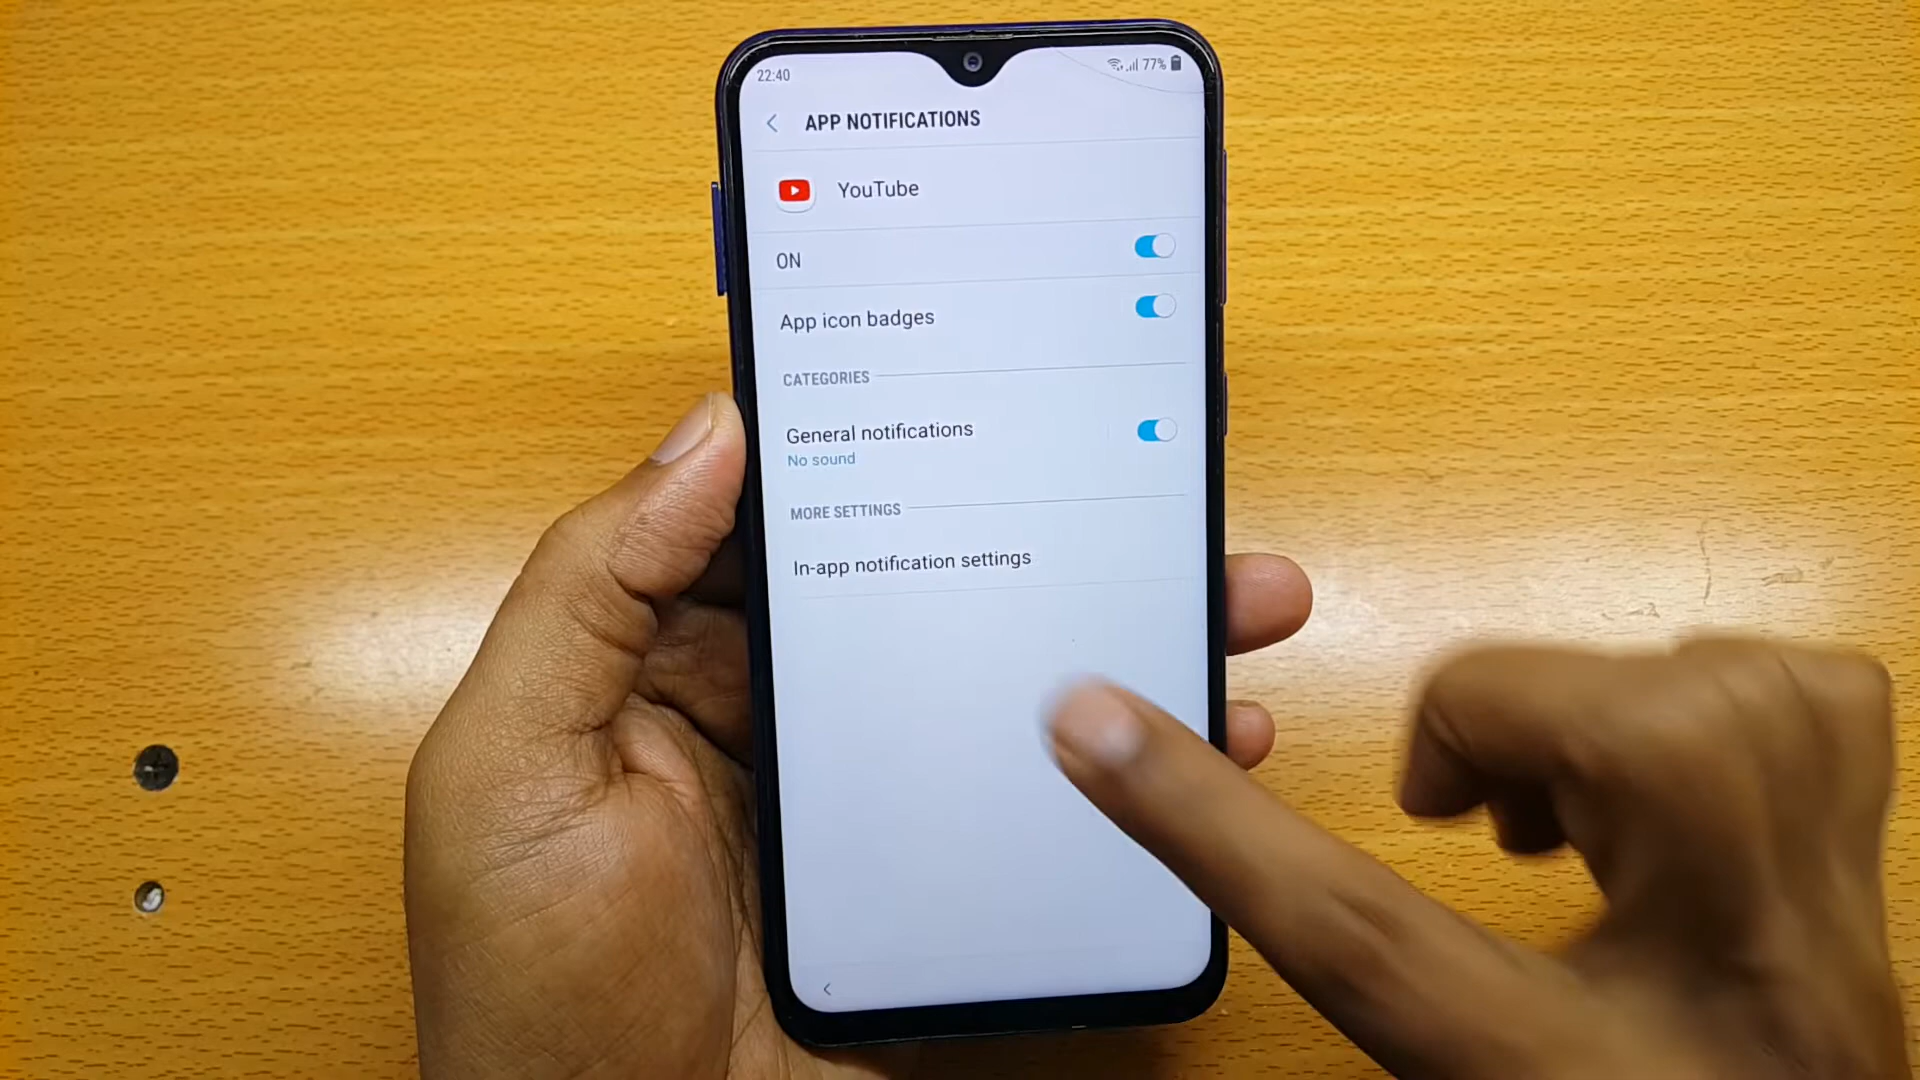 22:40
77%
APP NOTIFICATIONS
YouTube
ON
App icon badges
CATEGORIES
General notifications
No sound
MORE SETTINGS
In-app notification settings